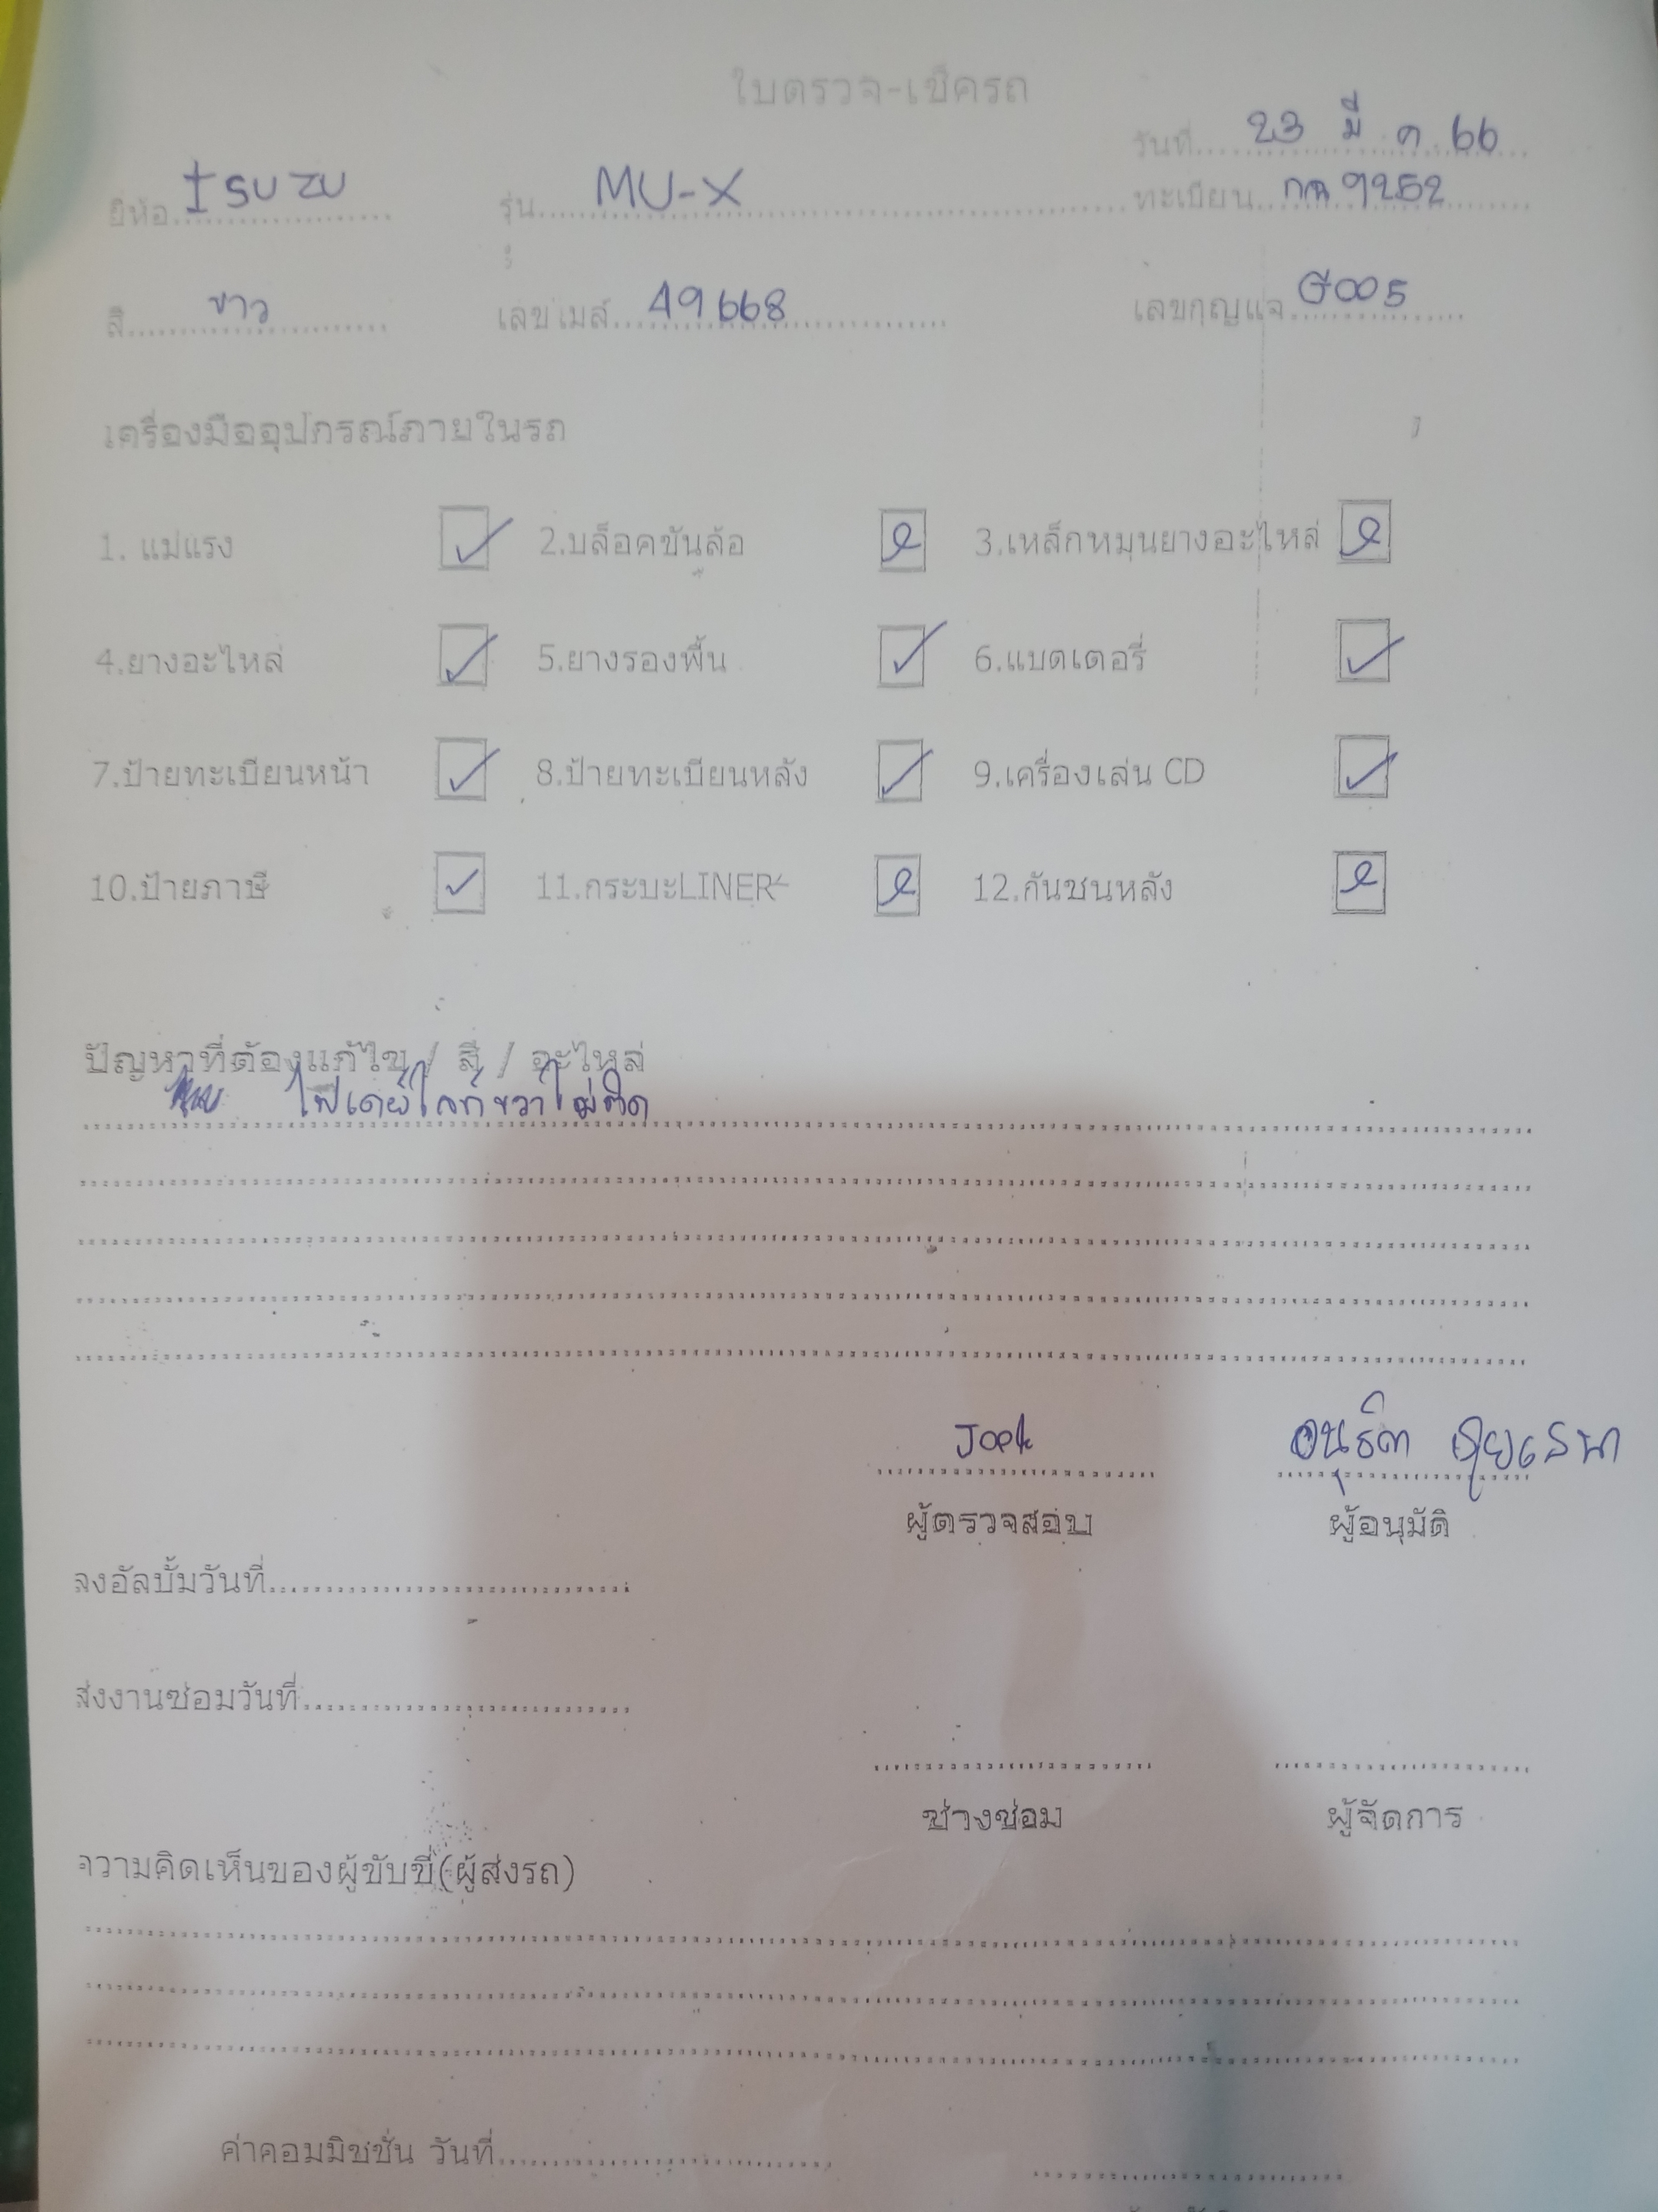 ใบตรวจ-เช็ครถ
วันที่ 23 มี ค. 66
ยี่ห้อ ISUZU รุ่น MU-X ทะเบียน 9252
สี ขาว เลขไมล์ 49668 เลขกุญแจ G005
เครื่องมืออุปกรณ์ภายในรถ
1. แม่แรง ✓ 2.บล็อคขันล้อ 3.เหล็กหมุนยางอะไหล่
4.ยางอะไหล่ ✓ 5.ยางรองพื้น ✓ 6.แบตเตอรี่ ✓
7.ป้ายทะเบียนหน้า ✓ 8.ป้ายทะเบียนหลัง ✓ 9.เครื่องเล่น CD ✓
10.ป้ายภาษี ✓ 11.กระบะLINER 12.กันชนหลัง
ปัญหาที่ต้องแก้ไข / สี / อะไหล่
ไฟเดย์ไลท์ขวาไม่ติด
ผู้ตรวจสอบ ผู้อนุมัติ
ลงอัลบั้มวันที่
ส่งงานซ่อมวันที่
ช่างซ่อม ผู้จัดการ
ความคิดเห็นของผู้ขับขี่(ผู้ส่งรถ)
ค่าคอมมิชชั่น วันที่